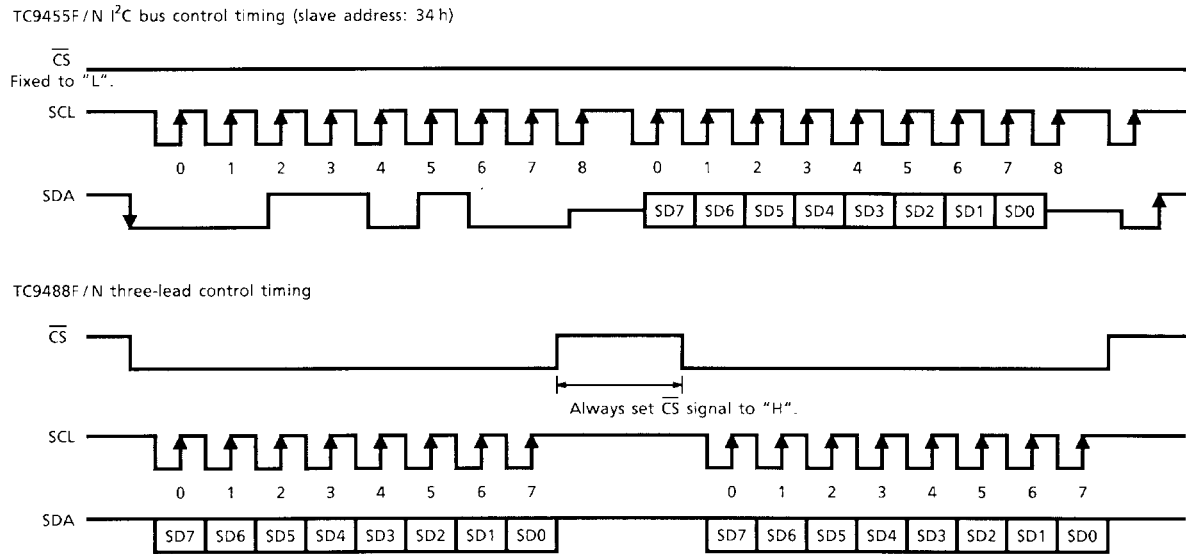 TC9455F/N I²C bus control timing (slave address: 34h)
CS
Fixed to "L".
SCL
0 1 2 3 4 5 6 7 8 0 1 2 3 4 5 6 7 8
SDA
SD7 SD6 SD5 SD4 SD3 SD2 SD1 SD0
TC9488F/N three-lead control timing
CS
Always set CS signal to "H".
SCL
0 1 2 3 4 5 6 7 0 1 2 3 4 5 6 7
SDA
SD7 SD6 SD5 SD4 SD3 SD2 SD1 SD0 SD7 SD6 SD5 SD4 SD3 SD2 SD1 SD0